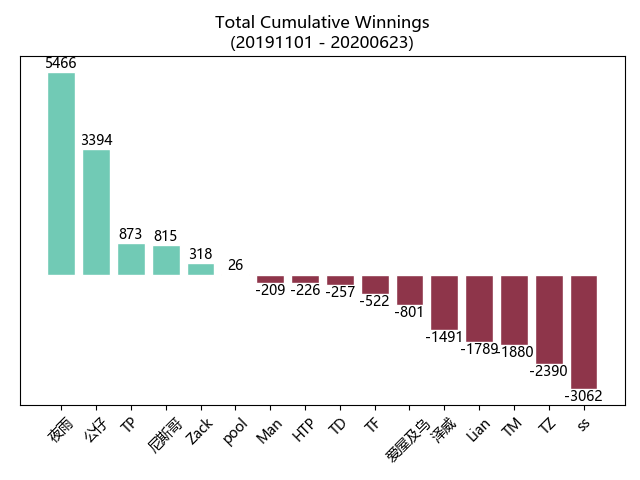 Total Cumulative Winnings
(20191101 - 20200623)
5466
3394
873
815
318
26
-209
-226
-257
-522
-801
-1491
-1789
-1880
-2390
-3062
夜雨
公仔
TP
尼斯哥
Zack
pool
Man
HTP
TD
TF
爱屋及乌
泽威
Lian
TM
TZ
ss